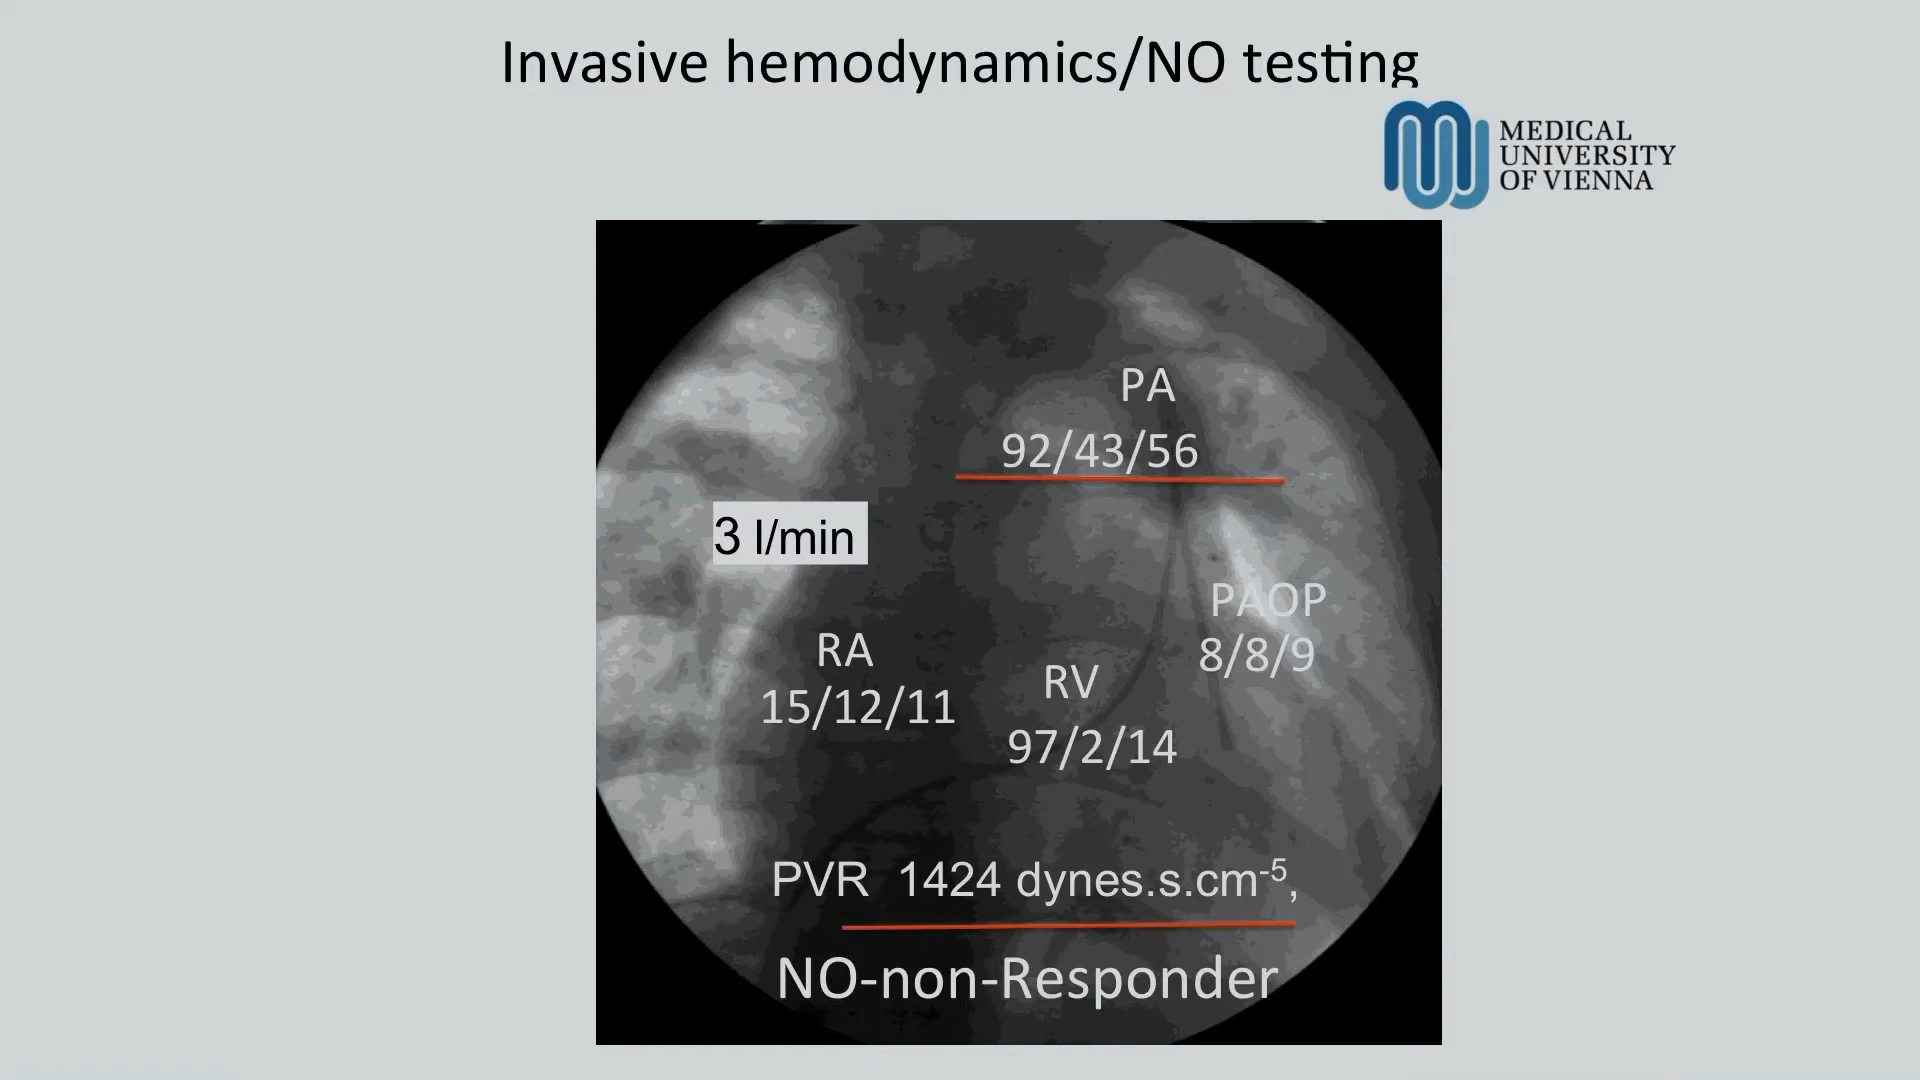 Invasive hemodynamics/NO testing
MEDICAL
UNIVERSITY
OF VIENNA
PA
92/43/56
3 l/min
PAOP
8/8/9
RA
15/12/11
RV
97/2/14
PVR 1424 dynes.s.cm-5,
NO-non-Responder